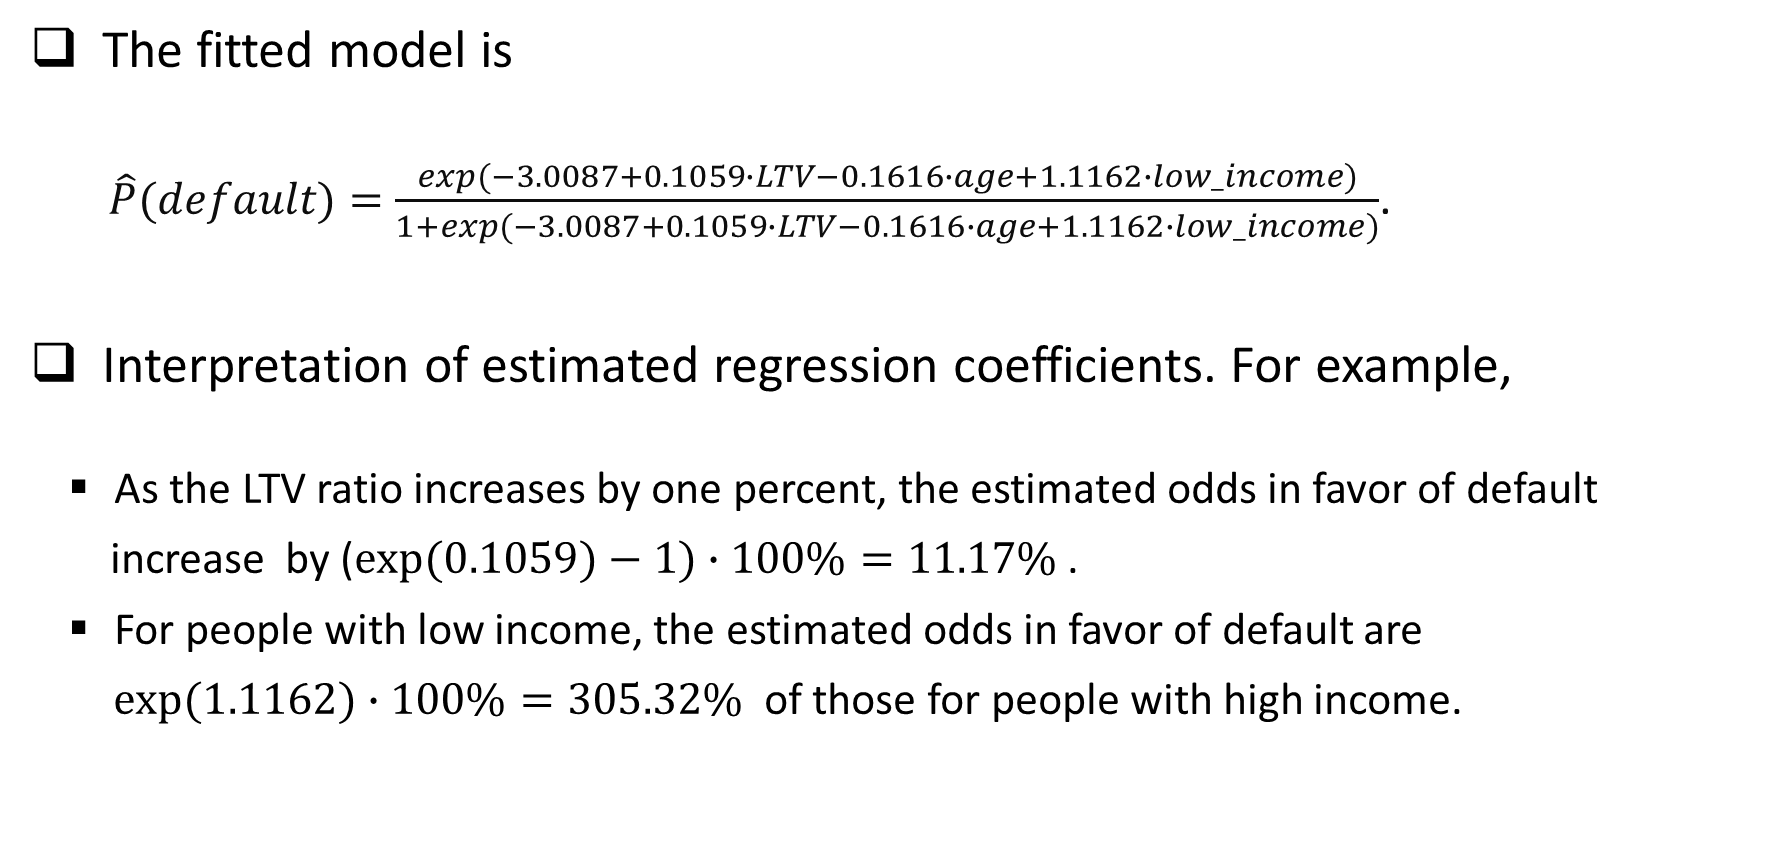 ❑ The fitted model is
P̂(default) = exp(−3.0087+0.1059·LTV−0.1616·age+1.1162·low_income)
1+exp(−3.0087+0.1059·LTV−0.1616·age+1.1162·low_income).
❑ Interpretation of estimated regression coefficients. For example,
▪ As the LTV ratio increases by one percent, the estimated odds in favor of default
increase by (exp(0.1059) − 1) · 100% = 11.17% .
▪ For people with low income, the estimated odds in favor of default are
exp(1.1162) · 100% = 305.32% of those for people with high income.